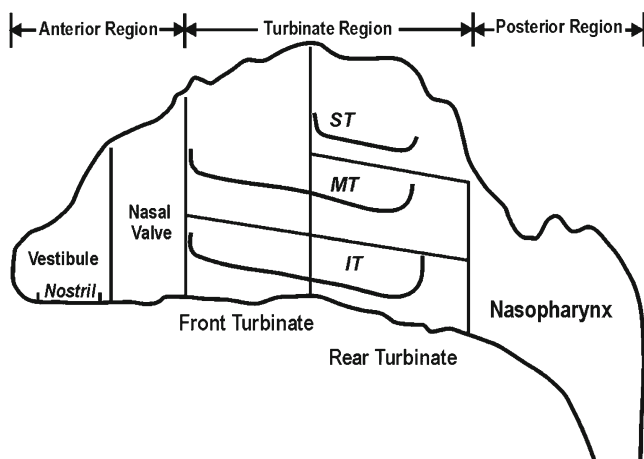 Anterior Region
Turbinate Region
Posterior Region
ST
MT
Nasal
Valve
Vestibule
IT
Nostril
Nasopharynx
Front Turbinate
Rear Turbinate